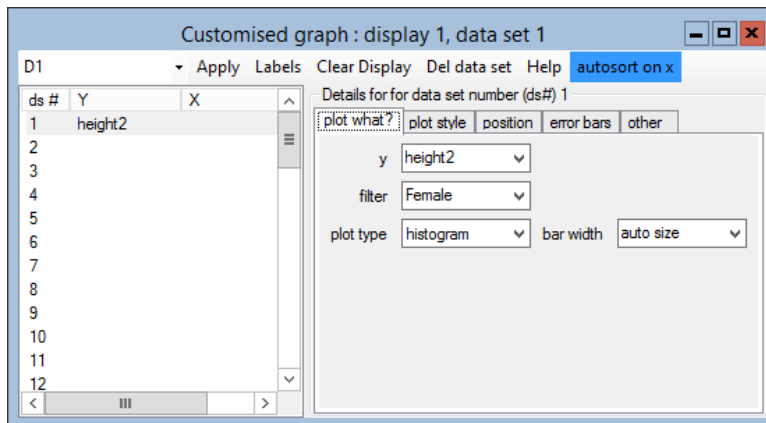 Customised graph : display 1, data set 1
D1 Apply Labels Clear Display Del data set Help autosort on x
ds # Y X
1 height2
2
3
4
5
6
7
8
9
10
11
12
Details for for data set number (ds#) 1
plot what? plot style position error bars other
y height2
filter Female
plot type histogram bar width auto size